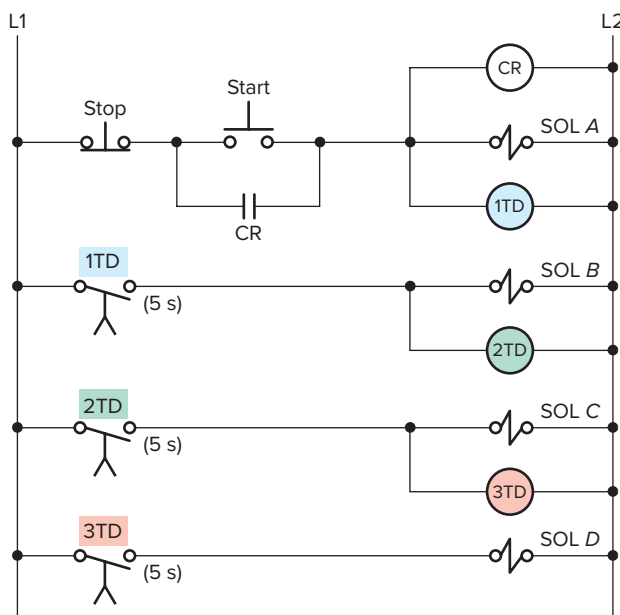 L1
L2
CR
Stop
Start
SOL A
CR
1TD
1TD
(5 s)
SOL B
2TD
2TD
(5 s)
SOL C
3TD
3TD
(5 s)
SOL D